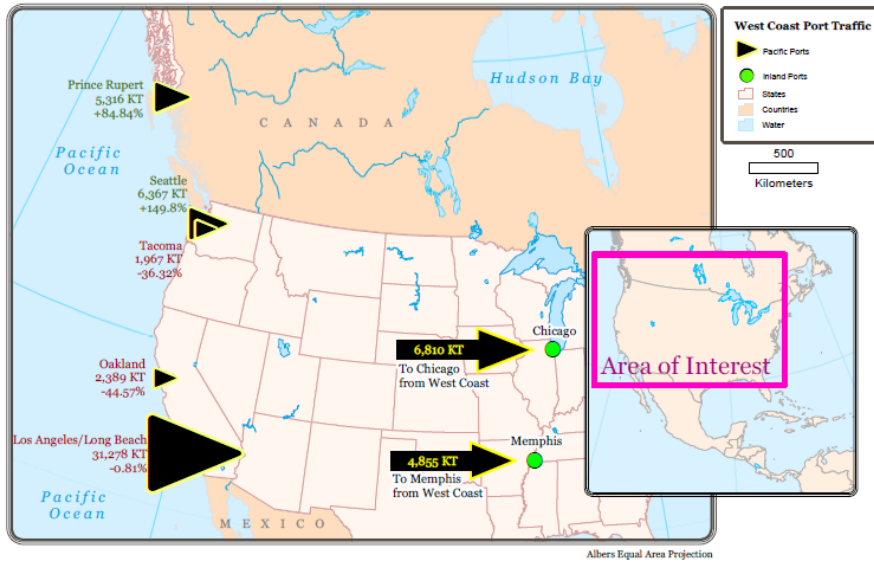 West Coast Port Traffic
Pacific Ports
Inland Ports
States
Countries
Water
500
Kilometers
Hudson Bay
CANADA
Prince Rupert
5,316 KT
+84.84%
Pacific
Ocean
Seattle
6,367 KT
+149.8%
Tacoma
1,967 KT
-36.32%
Oakland
2,389 KT
-44.57%
Los Angeles/Long Beach
31,278 KT
-0.81%
Pacific
Ocean
MEXICO
Chicago
6,810 KT
To Chicago
from West Coast
Memphis
4,855 KT
To Memphis
from West Coast
Area of Interest
Albers Equal Area Projection